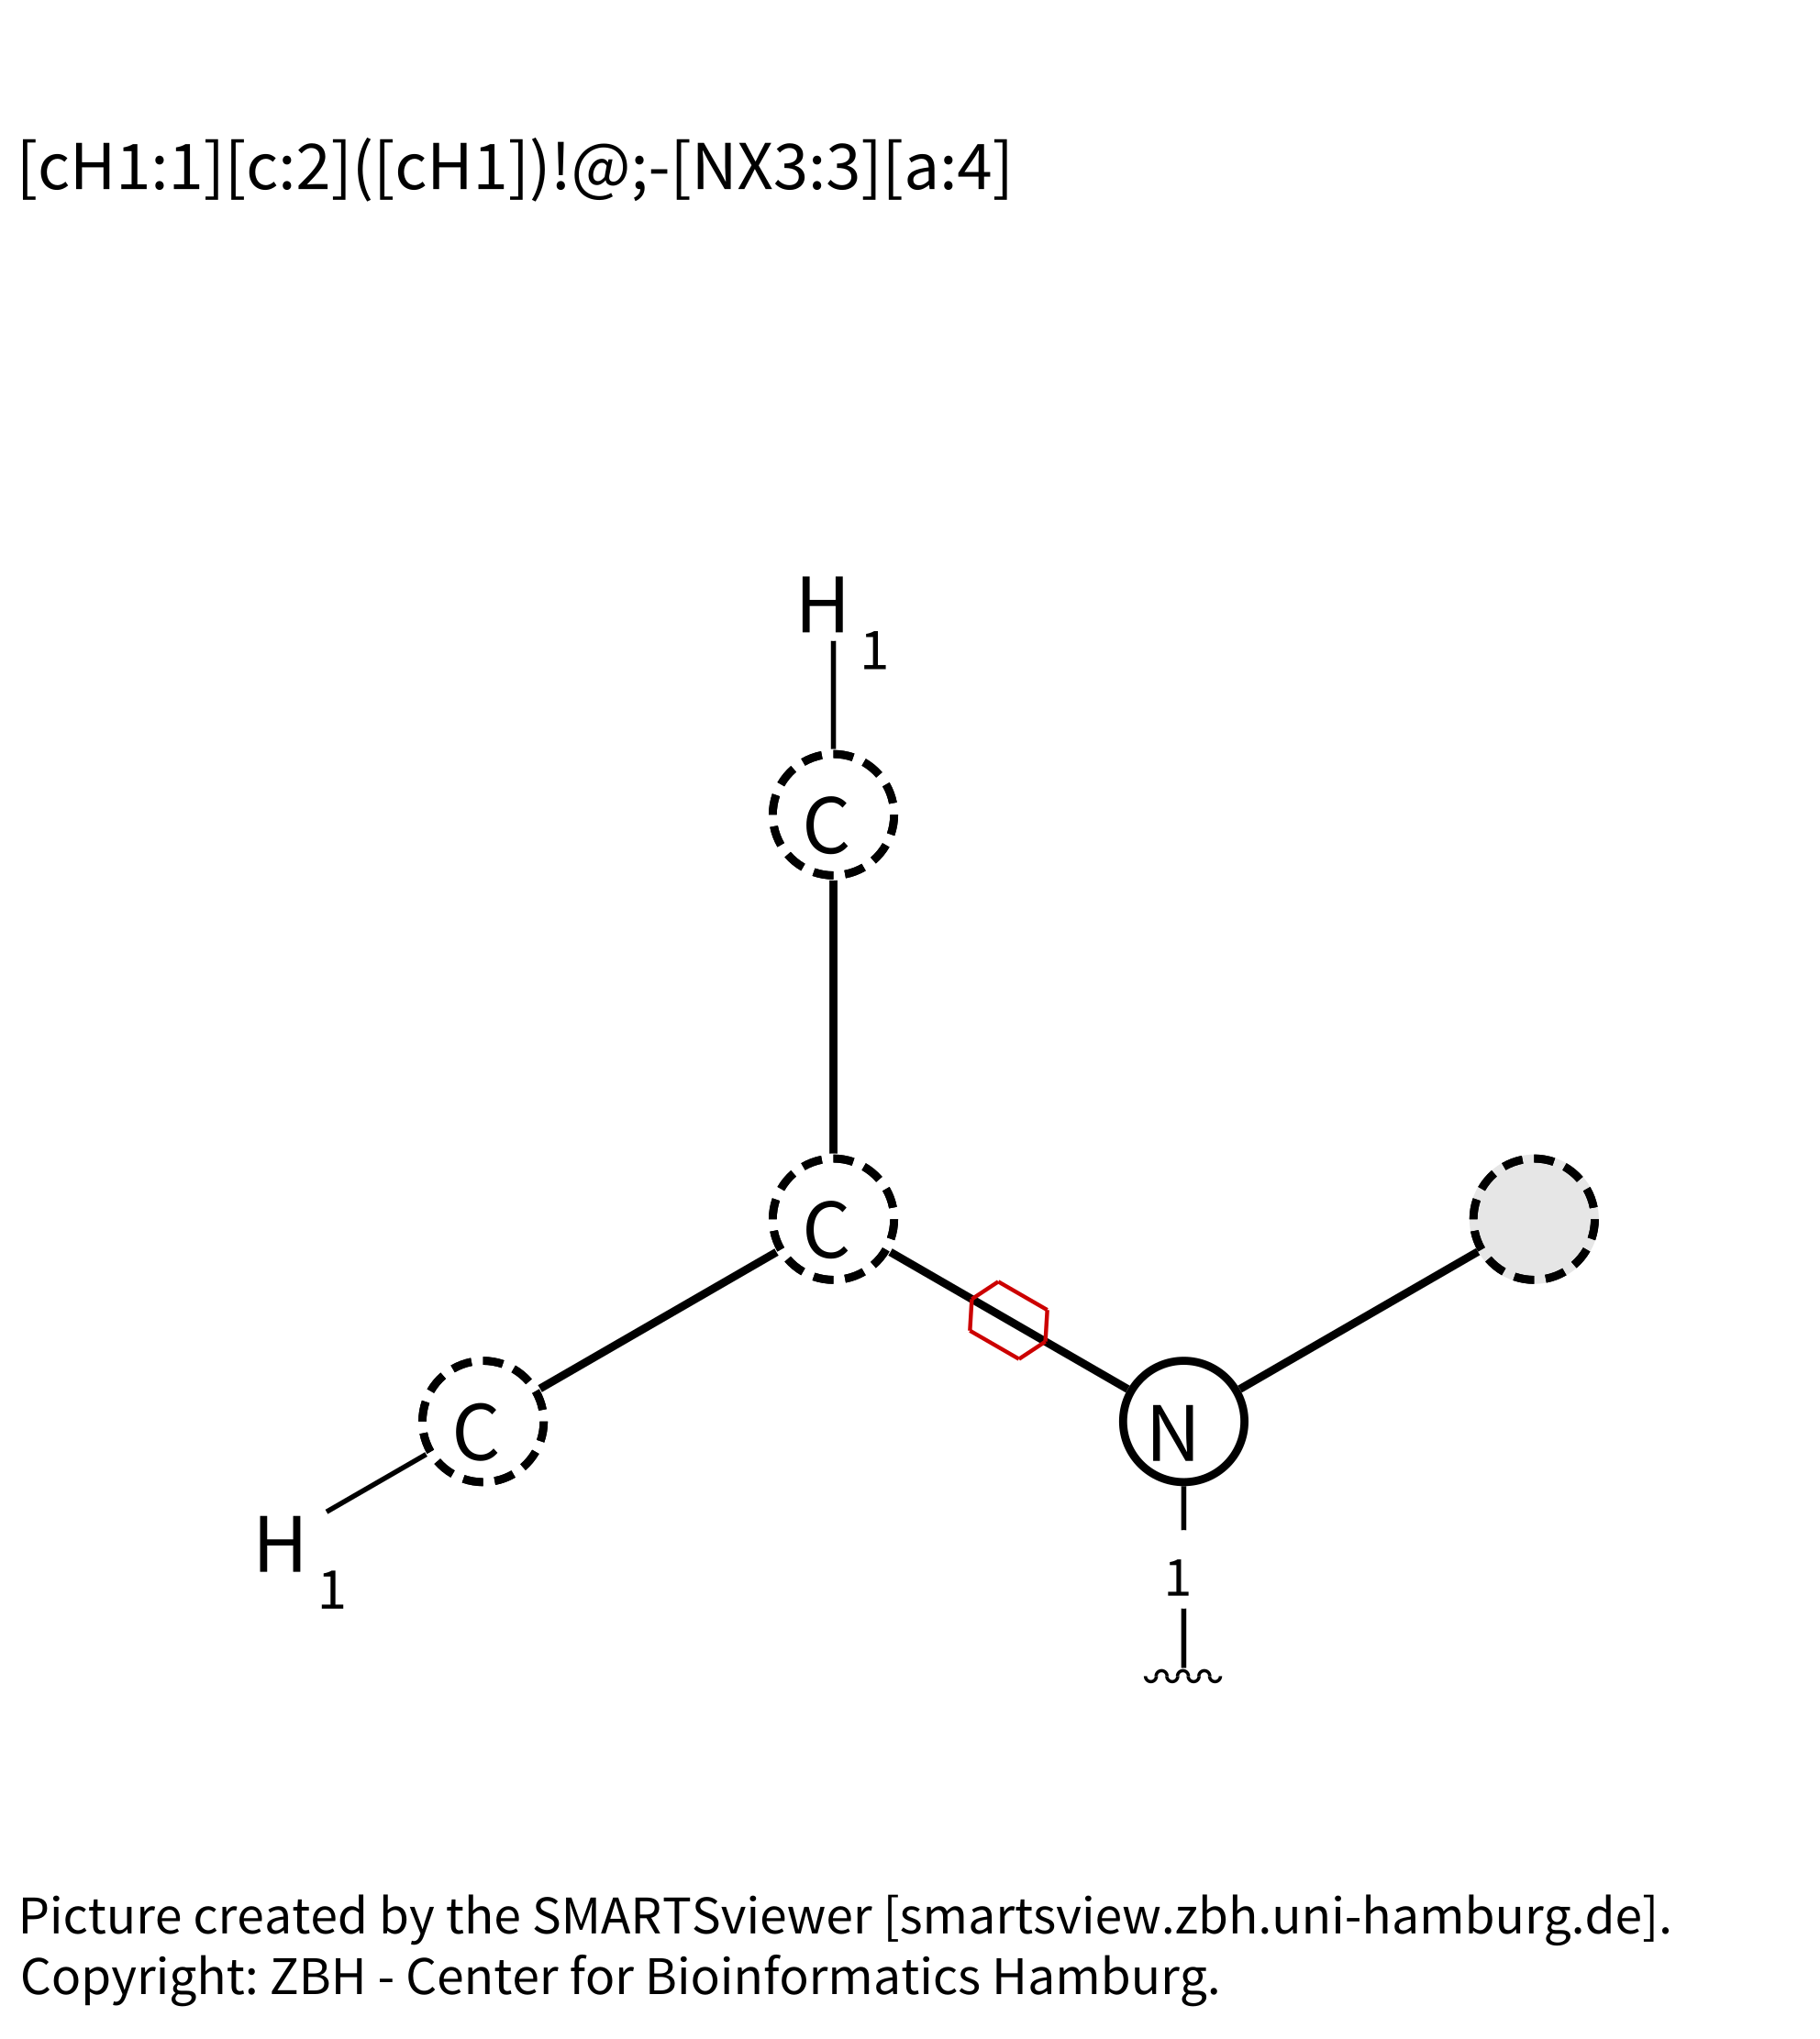 [cH1:1][c:2]([cH1])!@;-[NX3:3][a:4]
H 1
C
C
C
N
H 1
1
Picture created by the SMARTSviewer [smartsview.zbh.uni-hamburg.de].
Copyright: ZBH - Center for Bioinformatics Hamburg.